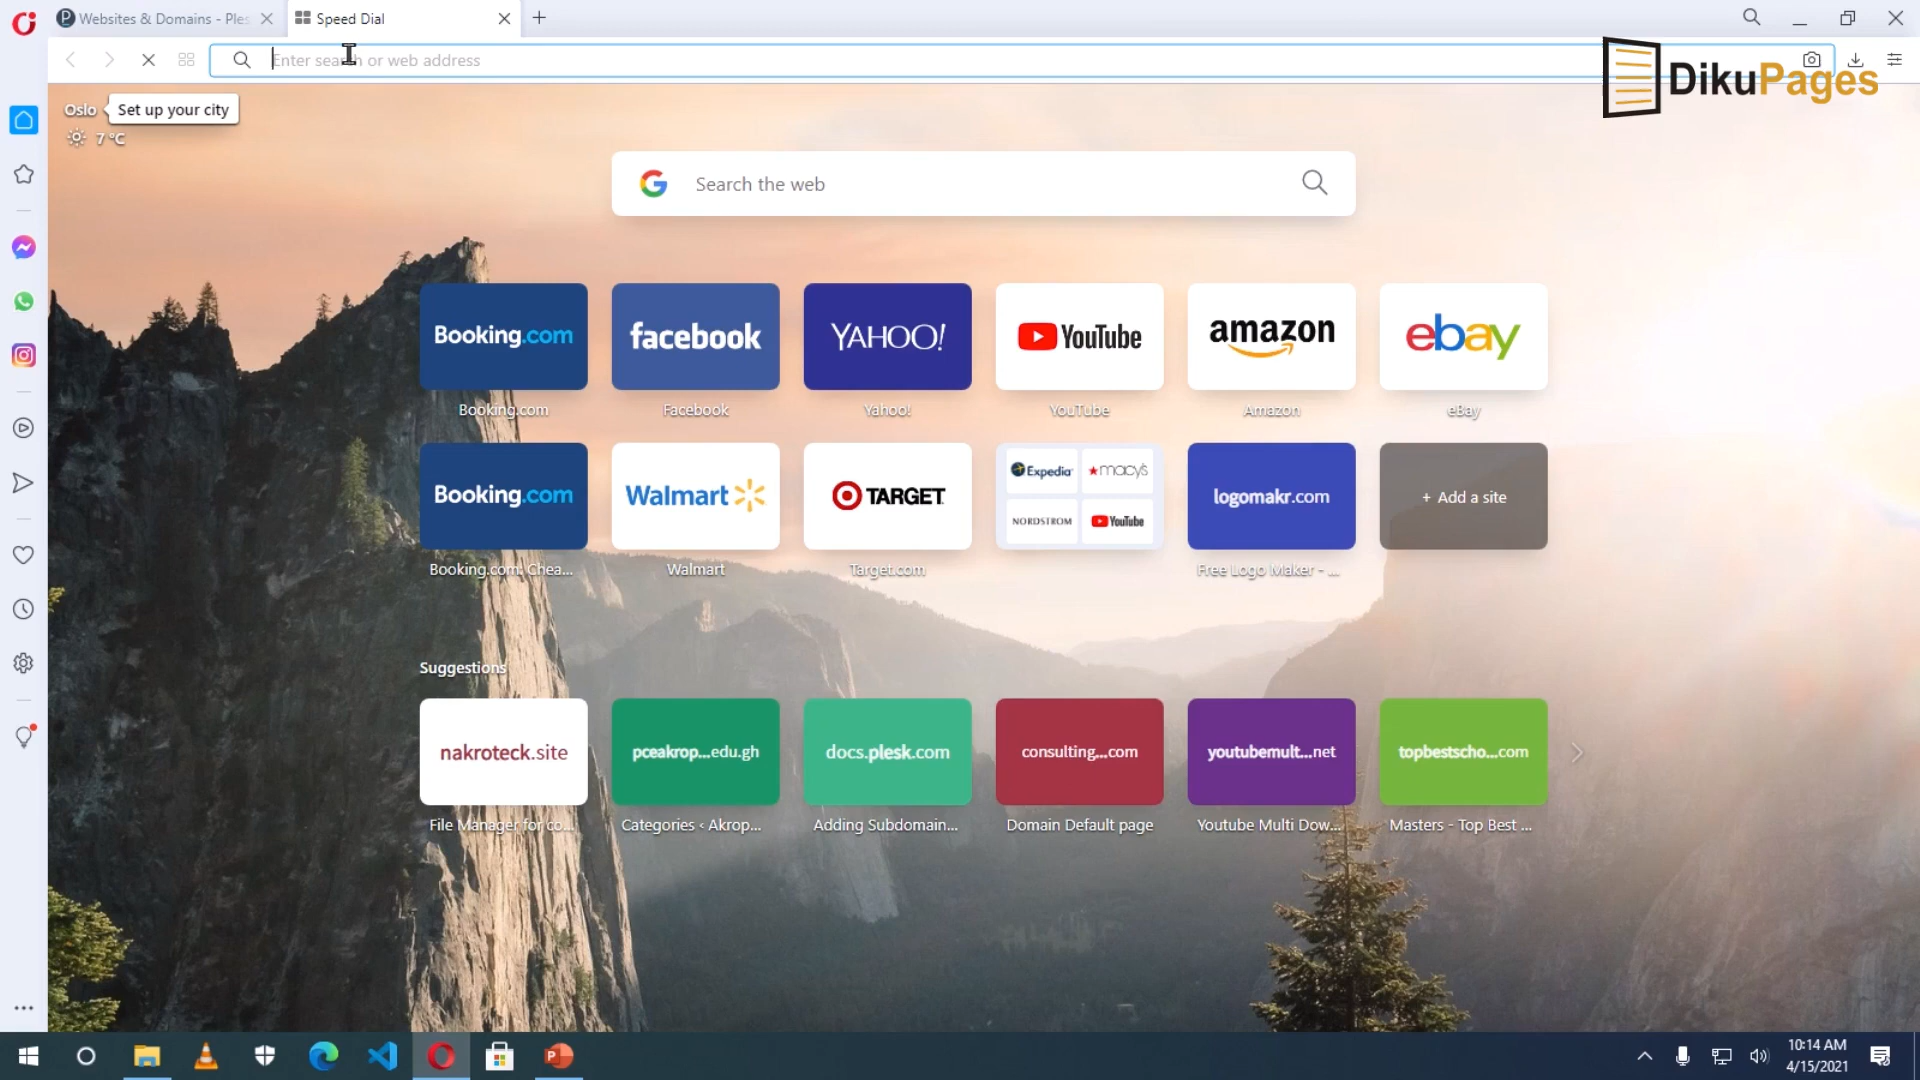 Websites & Domains - Ples
Speed Dial
Enter search or web address
DikuPages
Oslo
Set up your city
7 °C
Search the web
Booking.com
facebook
YAHOO!
YouTube
amazon
ebay
Booking.com
Facebook
Yahoo!
YouTube
Amazon
eBay
Booking.com
Walmart
TARGET
Expedia
macy's
NORDSTROM
YouTube
logomakr.com
+ Add a site
Booking.com: Chea...
Walmart
Target.com
Free Logo Maker - ...
Suggestions
nakroteck.site
pceakrop...edu.gh
docs.plesk.com
consulting...com
youtubemult...net
topbestscho...com
File Manager for co...
Categories ‹ Akrop...
Adding Subdomain...
Domain Default page
Youtube Multi Dow...
Masters - Top Best ...
10:14 AM
4/15/2021